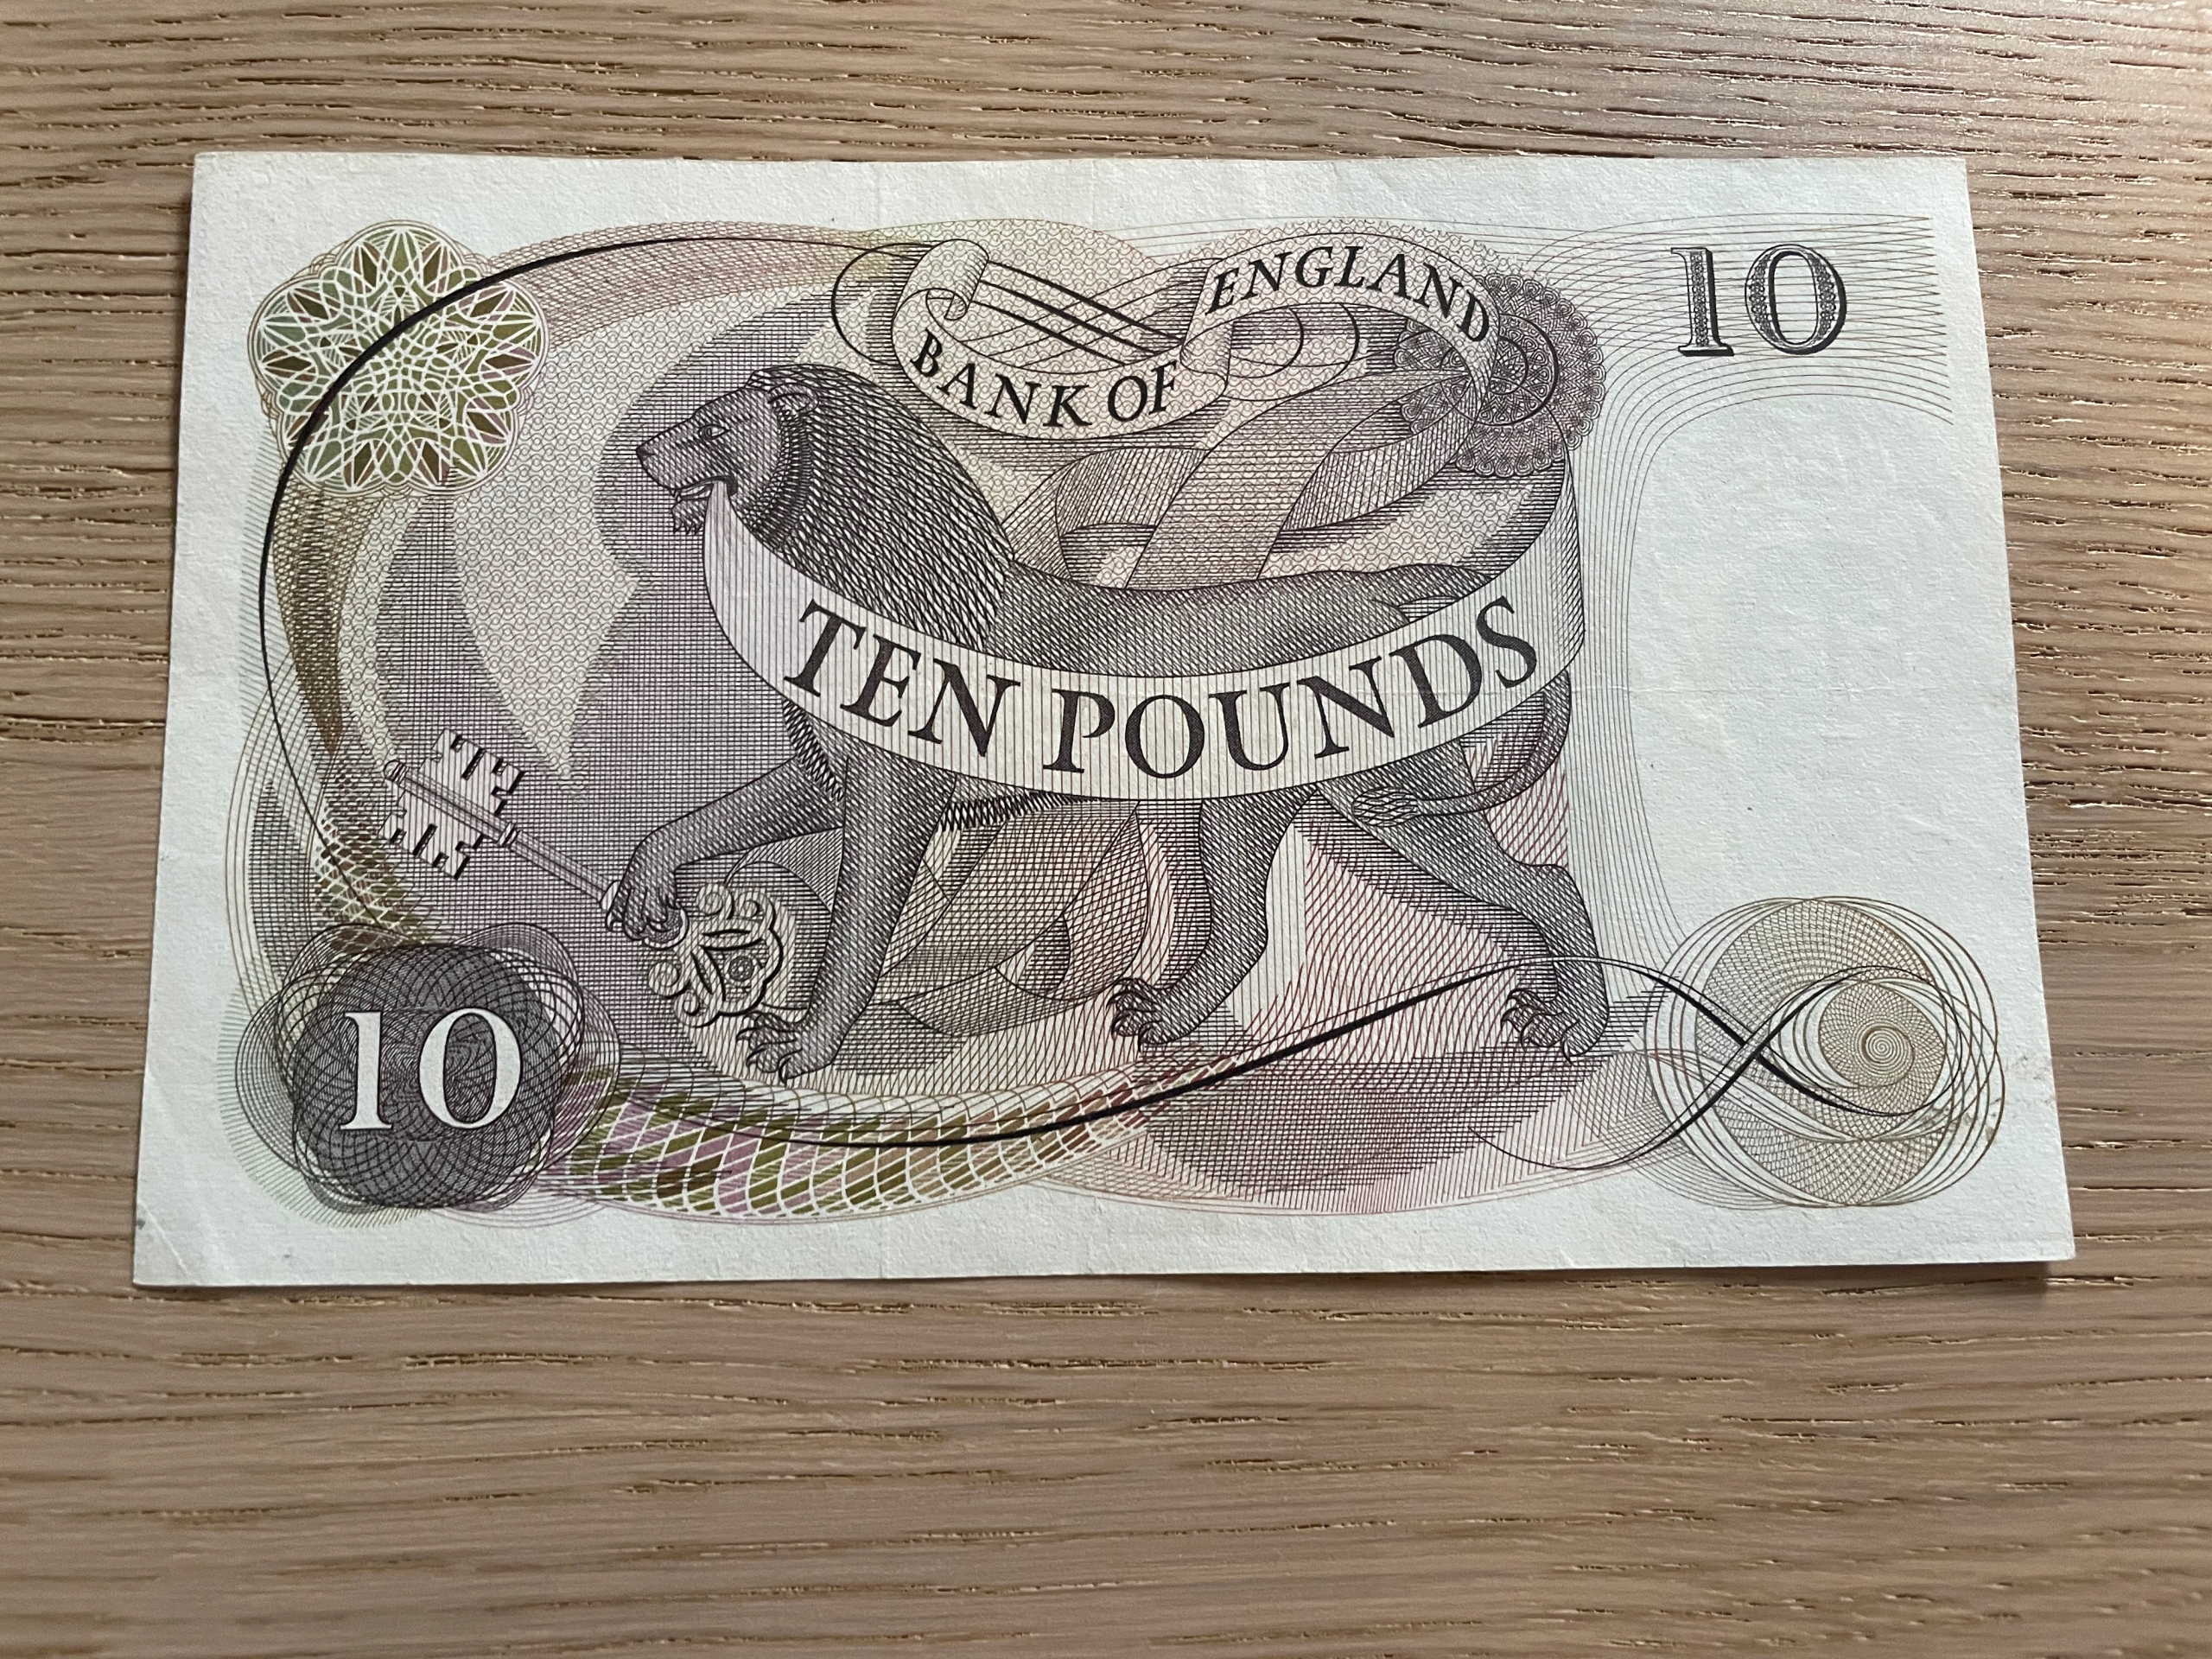 BANK OF ENGLAND
10
TEN POUNDS
10